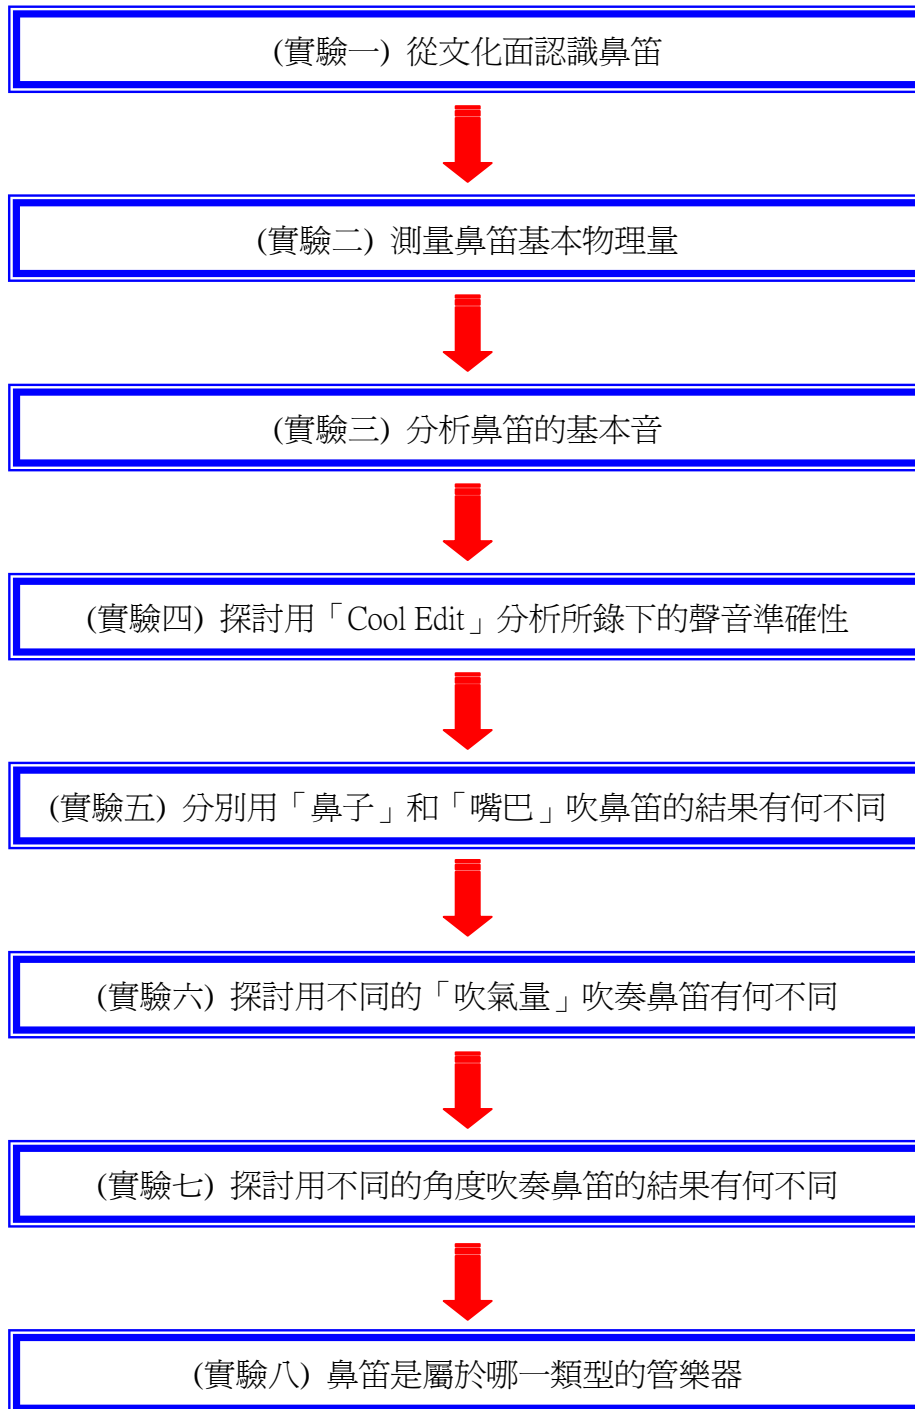 (實驗一) 從文化面認識鼻笛
(實驗二) 測量鼻笛基本物理量
(實驗三) 分析鼻笛的基本音
(實驗四) 探討用「Cool Edit」分析所錄下的聲音準確性
(實驗五) 分別用「鼻子」和「嘴巴」吹鼻笛的結果有何不同
(實驗六) 探討用不同的「吹氣量」吹奏鼻笛有何不同
(實驗七) 探討用不同的角度吹奏鼻笛的結果有何不同
(實驗八) 鼻笛是屬於哪一類型的管樂器